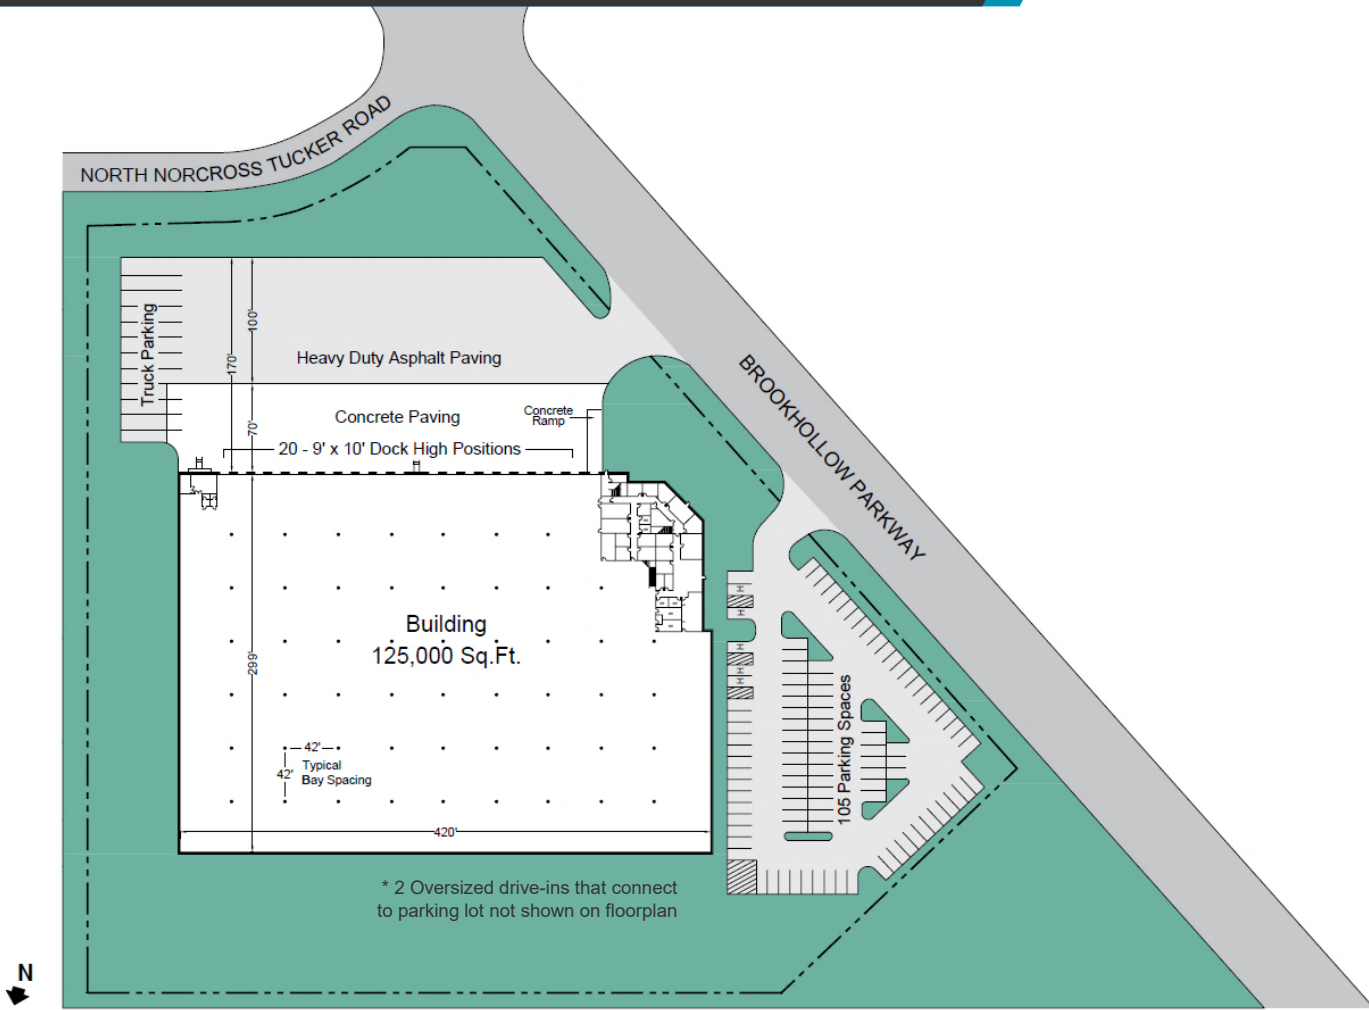 NORTH NORCROSS TUCKER ROAD
BROOKHOLLOW PARKWAY
Truck Parking
170'
100'
Heavy Duty Asphalt Paving
70'
Concrete Paving
Concrete
Ramp
20 - 9' x 10' Dock High Positions
Building
125,000 Sq.Ft.
299'
42'
42'
Typical
Bay Spacing
420'
H
H
H
H
H
105 Parking Spaces
* 2 Oversized drive-ins that connect
to parking lot not shown on floorplan
N